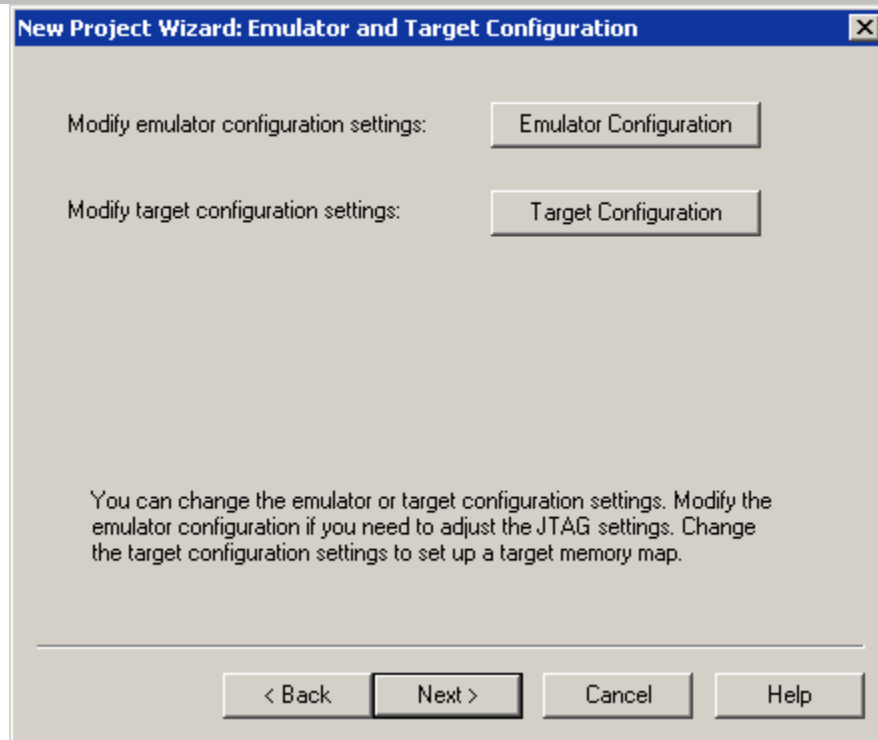 New Project Wizard: Emulator and Target Configuration
Modify emulator configuration settings:
Emulator Configuration
Modify target configuration settings:
Target Configuration
You can change the emulator or target configuration settings. Modify the
emulator configuration if you need to adjust the JTAG settings. Change
the target configuration settings to set up a target memory map.
< Back
Next >
Cancel
Help